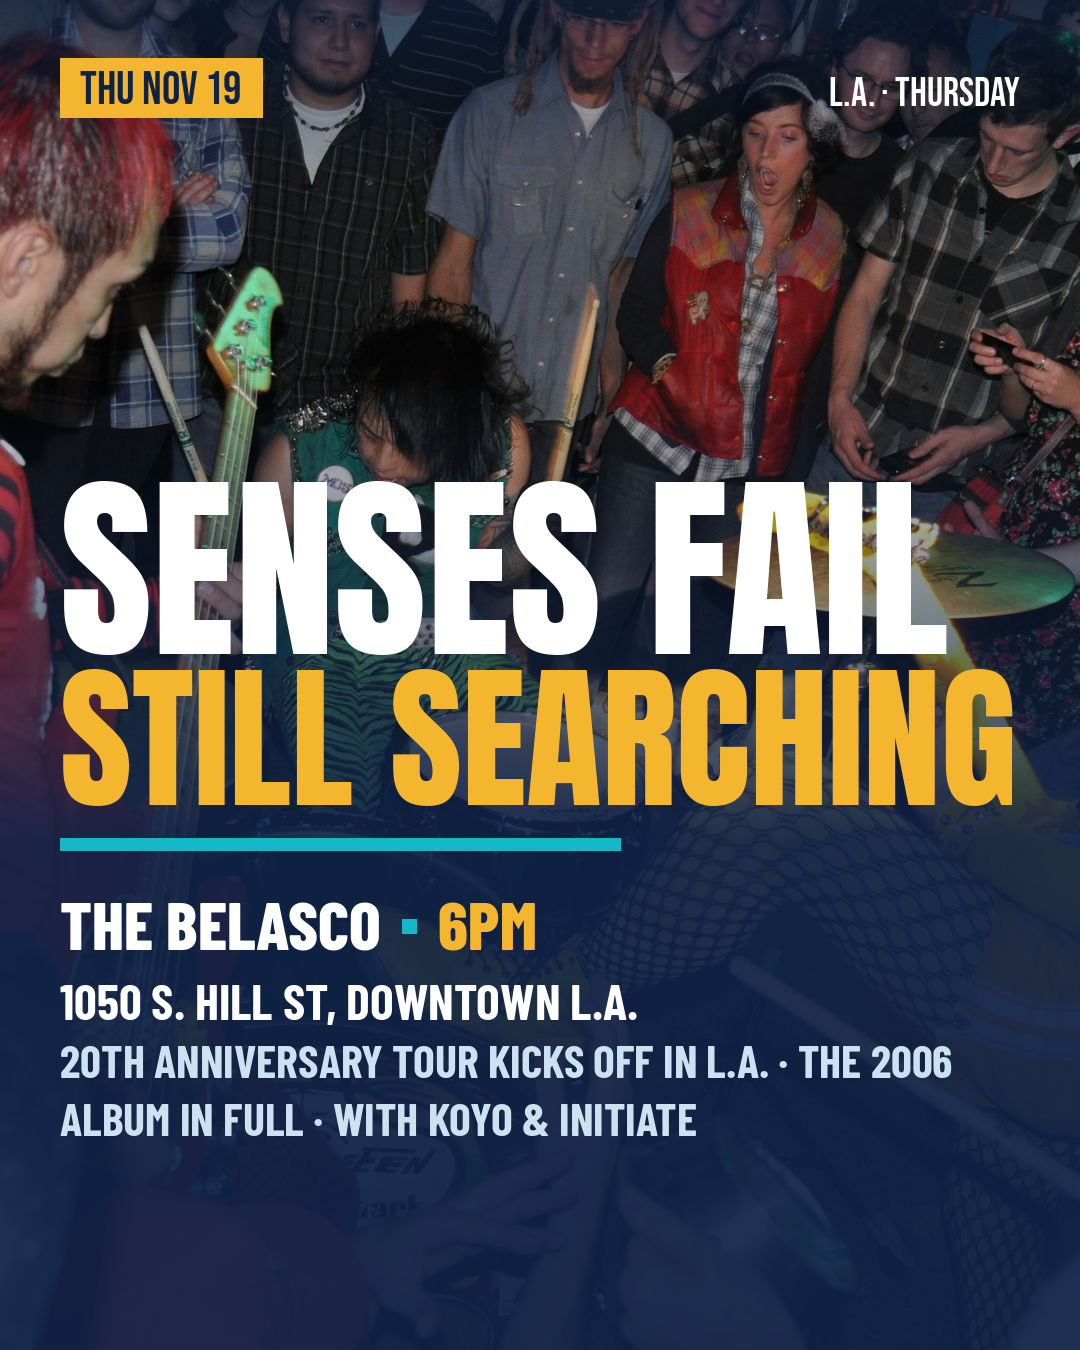 THU NOV 19
L.A. · THURSDAY
SENSES FAIL
STILL SEARCHING
THE BELASCO ▪ 6PM
1050 S. HILL ST, DOWNTOWN L.A.
20TH ANNIVERSARY TOUR KICKS OFF IN L.A. · THE 2006
ALBUM IN FULL · WITH KOYO & INITIATE